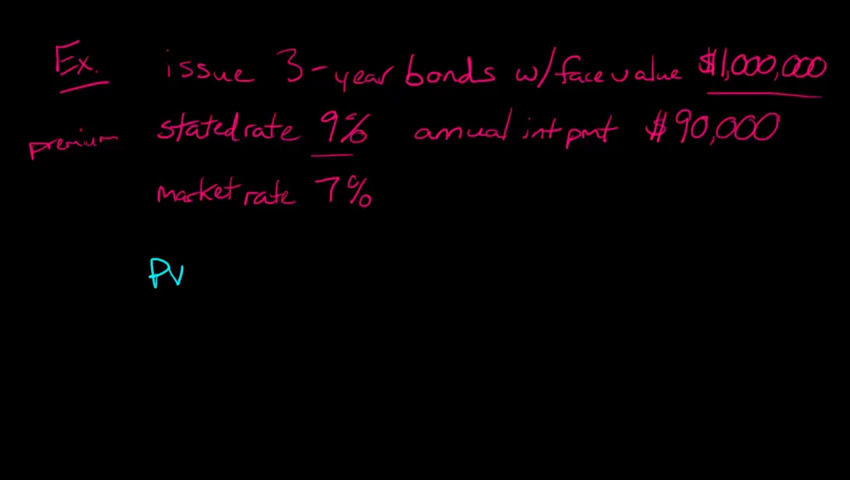 Ex. issue 3-year bonds w/ face value $1,000,000
premium stated rate 9% annual int pmt $90,000
market rate 7%
PV